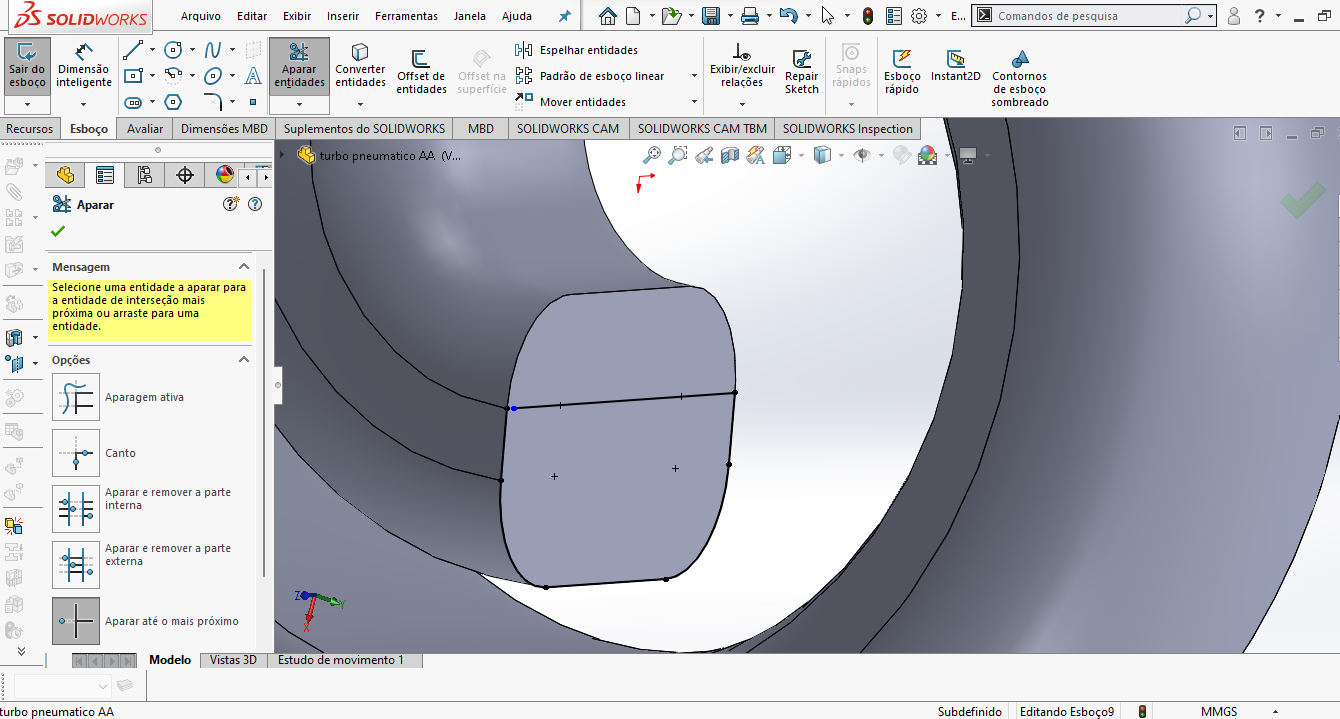 SOLIDWORKS
Arquivo Editar Exibir Inserir Ferramentas Janela Ajuda
E...
Comandos de pesquisa
?
Sair do esboço
Dimensão inteligente
Aparar entidades
Converter entidades
Offset de entidades
Offset na superfície
Espelhar entidades
Padrão de esboço linear
Mover entidades
Exibir/excluir relações
Repair Sketch
Snaps rápidos
Esboço rápido
Instant2D
Contornos de esboço sombreado
Recursos Esboço Avaliar Dimensões MBD Suplementos do SOLIDWORKS MBD SOLIDWORKS CAM SOLIDWORKS CAM TBM SOLIDWORKS Inspection
turbo pneumatico AA (V...
Aparar
Mensagem
Selecione uma entidade a aparar para
a entidade de interseção mais
próxima ou arraste para uma
entidade.
Opções
Aparagem ativa
Canto
Aparar e remover a parte
interna
Aparar e remover a parte
externa
Aparar até o mais próximo
Z
Y
X
Modelo Vistas 3D Estudo de movimento 1
turbo pneumatico AA
Subdefinido Editando Esboço9 MMGS